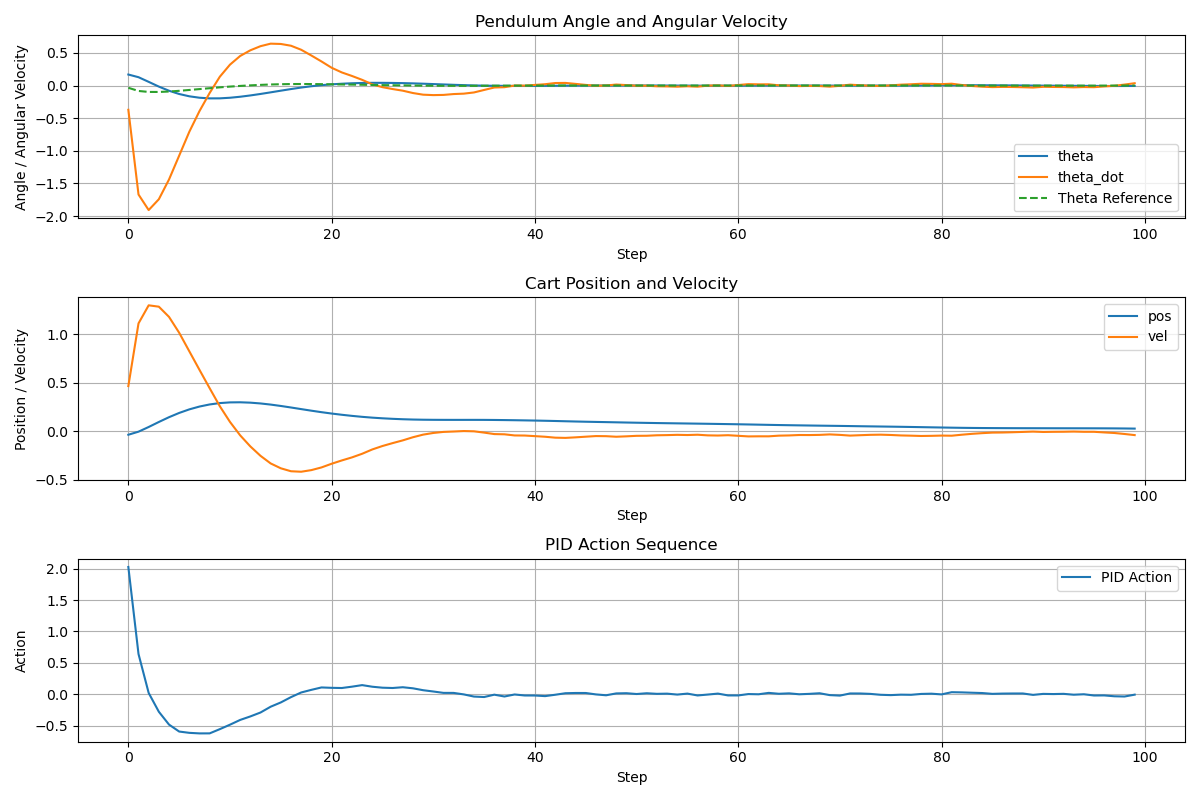 Pendulum Angle and Angular Velocity
Angle / Angular Velocity
0.5
0.0
−0.5
−1.0
−1.5
−2.0
theta
theta_dot
Theta Reference
0 20 40 60 80 100
Step
Cart Position and Velocity
Position / Velocity
1.0
0.5
0.0
−0.5
pos
vel
0 20 40 60 80 100
Step
PID Action Sequence
Action
2.0
1.5
1.0
0.5
0.0
−0.5
PID Action
0 20 40 60 80 100
Step